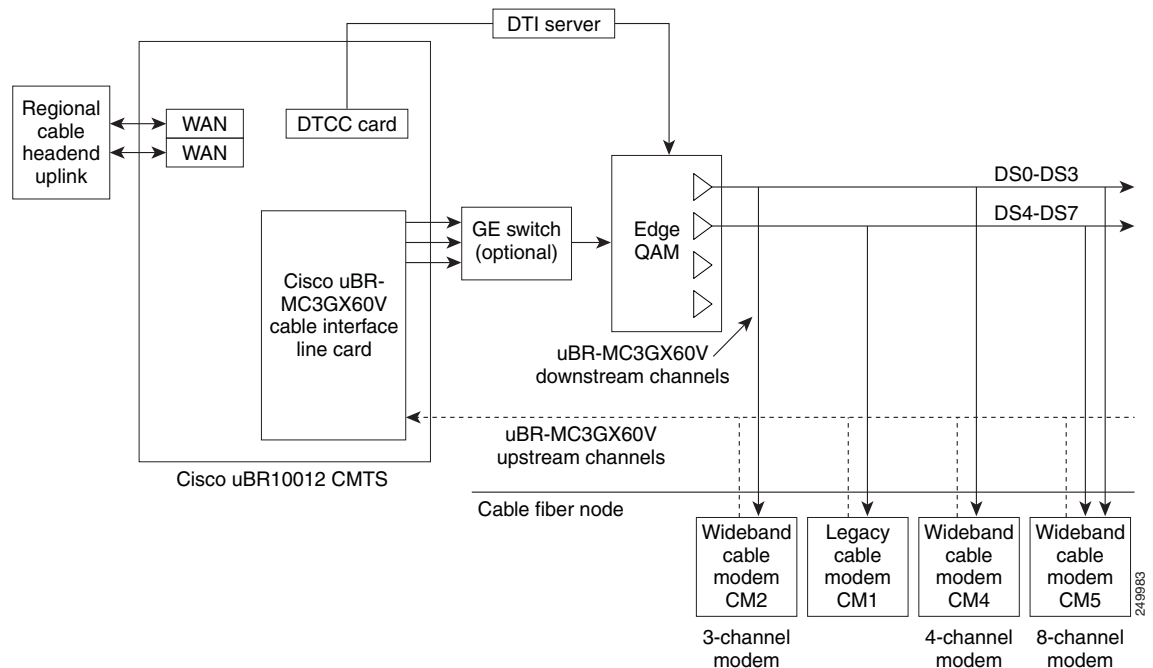 DTI server
Regional
cable
headend
uplink
WAN
WAN
DTCC card
DS0-DS3
DS4-DS7
GE switch
(optional)
Edge
QAM
Cisco uBR-
MC3GX60V
cable interface
line card
uBR-MC3GX60V
downstream channels
uBR-MC3GX60V
upstream channels
Cisco uBR10012 CMTS
Cable fiber node
Wideband
cable
modem
CM2
Legacy
cable
modem
CM1
Wideband
cable
modem
CM4
Wideband
cable
modem
CM5
3-channel
modem
4-channel
modem
8-channel
modem
249983